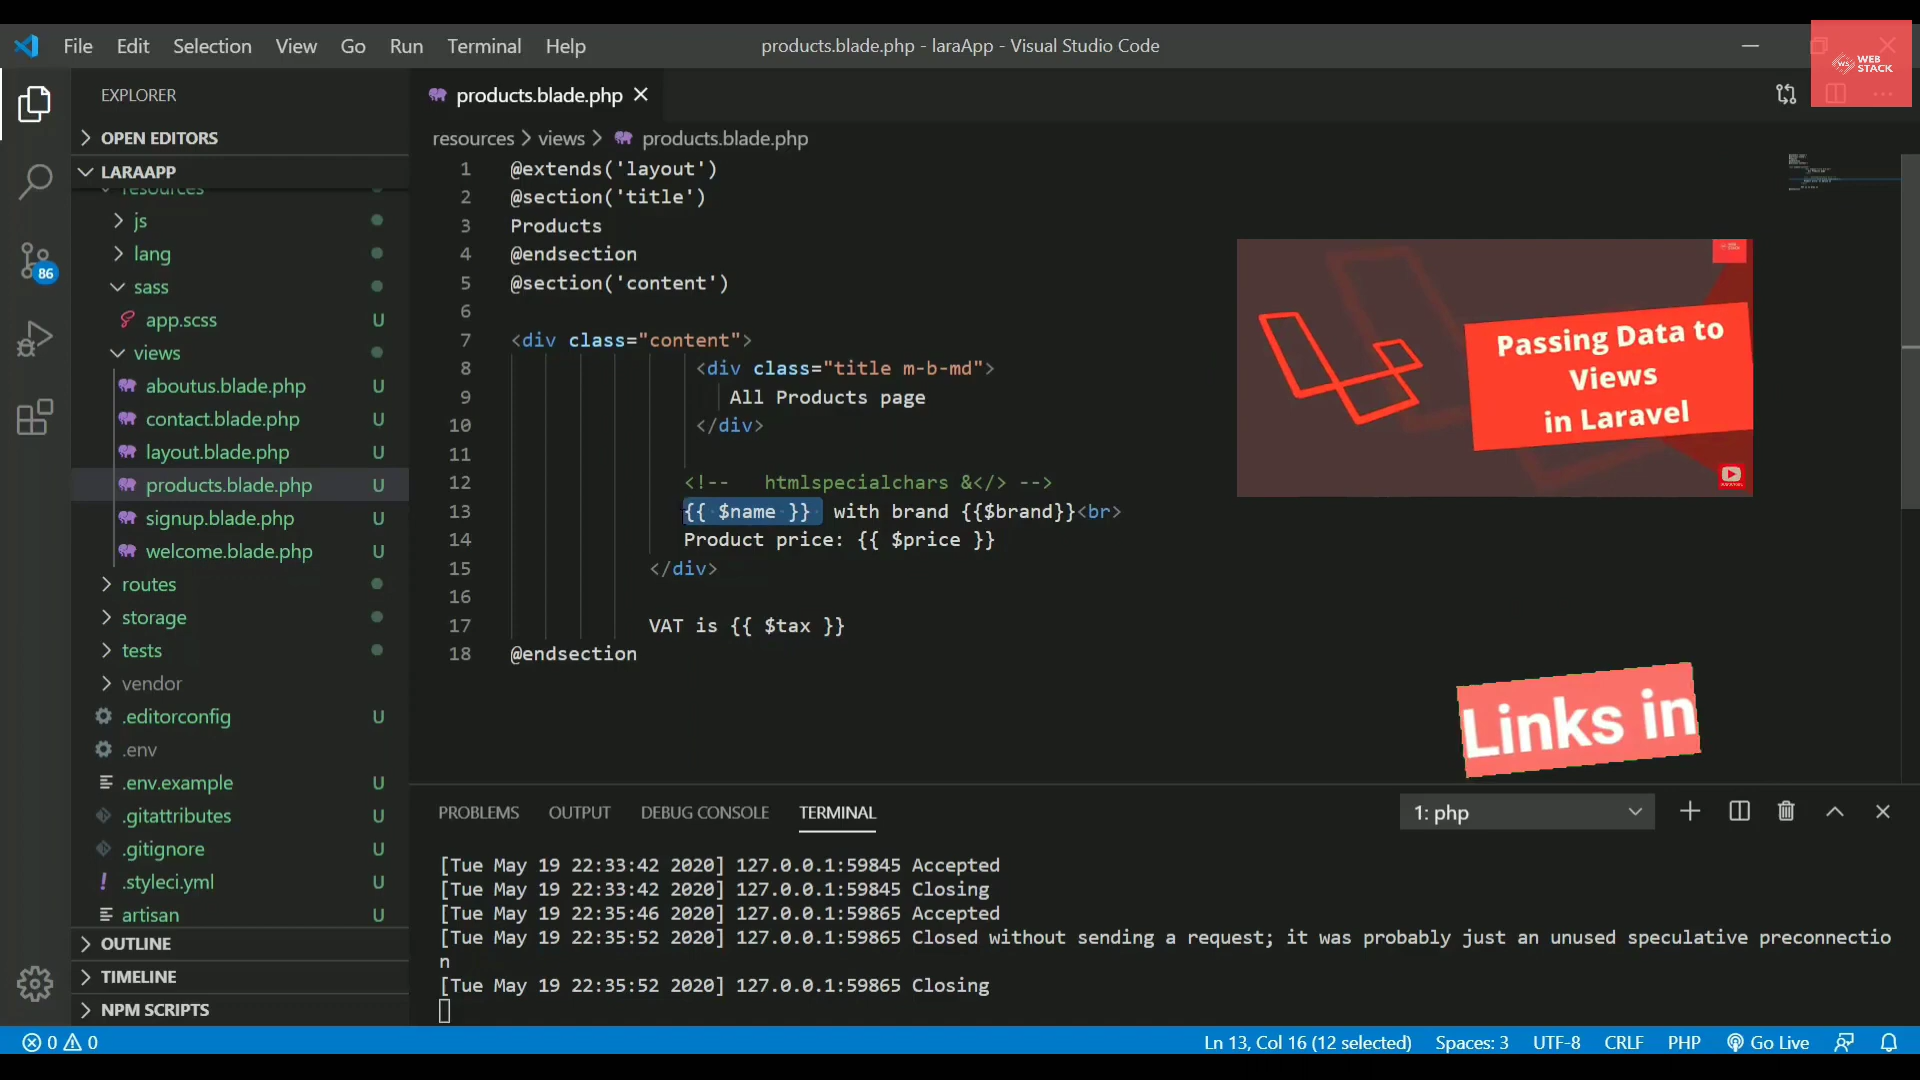 File Edit Selection View Go Run Terminal Help
products.blade.php - laraApp - Visual Studio Code
WS WEB
STACK
EXPLORER
products.blade.php
OPEN EDITORS
resources > views > products.blade.php
LARAAPP
resources
js
lang
sass
app.scss U
views
aboutus.blade.php U
contact.blade.php U
layout.blade.php U
products.blade.php U
signup.blade.php U
welcome.blade.php U
routes
storage
tests
vendor
.editorconfig U
.env
.env.example U
.gitattributes U
.gitignore U
.styleci.yml U
artisan U
OUTLINE
TIMELINE
NPM SCRIPTS
86
1 @extends('layout')
2 @section('title')
3 Products
4 @endsection
5 @section('content')
6
7 <div class="content">
8 <div class="title m-b-md">
9 All Products page
10 </div>
11
12 <!-- htmlspecialchars &</> -->
13 {{ $name }} with brand {{$brand}}<br>
14 Product price: {{ $price }}
15 </div>
16
17 VAT is {{ $tax }}
18 @endsection
Passing Data to
Views
in Laravel
Links in
PROBLEMS OUTPUT DEBUG CONSOLE TERMINAL
1: php
[Tue May 19 22:33:42 2020] 127.0.0.1:59845 Accepted
[Tue May 19 22:33:42 2020] 127.0.0.1:59845 Closing
[Tue May 19 22:35:46 2020] 127.0.0.1:59865 Accepted
[Tue May 19 22:35:52 2020] 127.0.0.1:59865 Closed without sending a request; it was probably just an unused speculative preconnectio
n
[Tue May 19 22:35:52 2020] 127.0.0.1:59865 Closing
0 0
Ln 13, Col 16 (12 selected) Spaces: 3 UTF-8 CRLF PHP Go Live